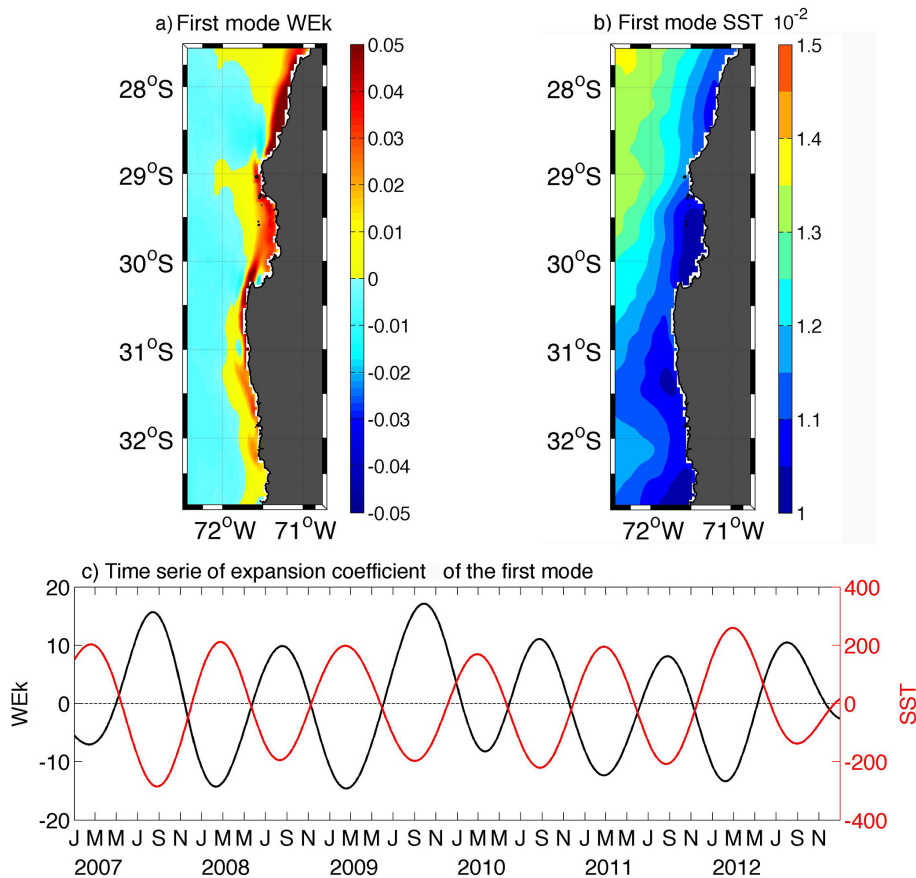 a) First mode WEk
b) First mode SST 10⁻²
0.05
0.04
0.03
0.02
0.01
0
-0.01
-0.02
-0.03
-0.04
-0.05
28°S
29°S
30°S
31°S
32°S
72°W 71°W
1.5
1.4
1.3
1.2
1.1
1
28°S
29°S
30°S
31°S
32°S
72°W 71°W
c) Time serie of expansion coefficient of the first mode
20
10
0
-10
-20
WEk
400
200
0
-200
-400
SST
J M M J S N J M M J S N J M M J S N J M M J S N J M M J S N J M M J S N
2007 2008 2009 2010 2011 2012